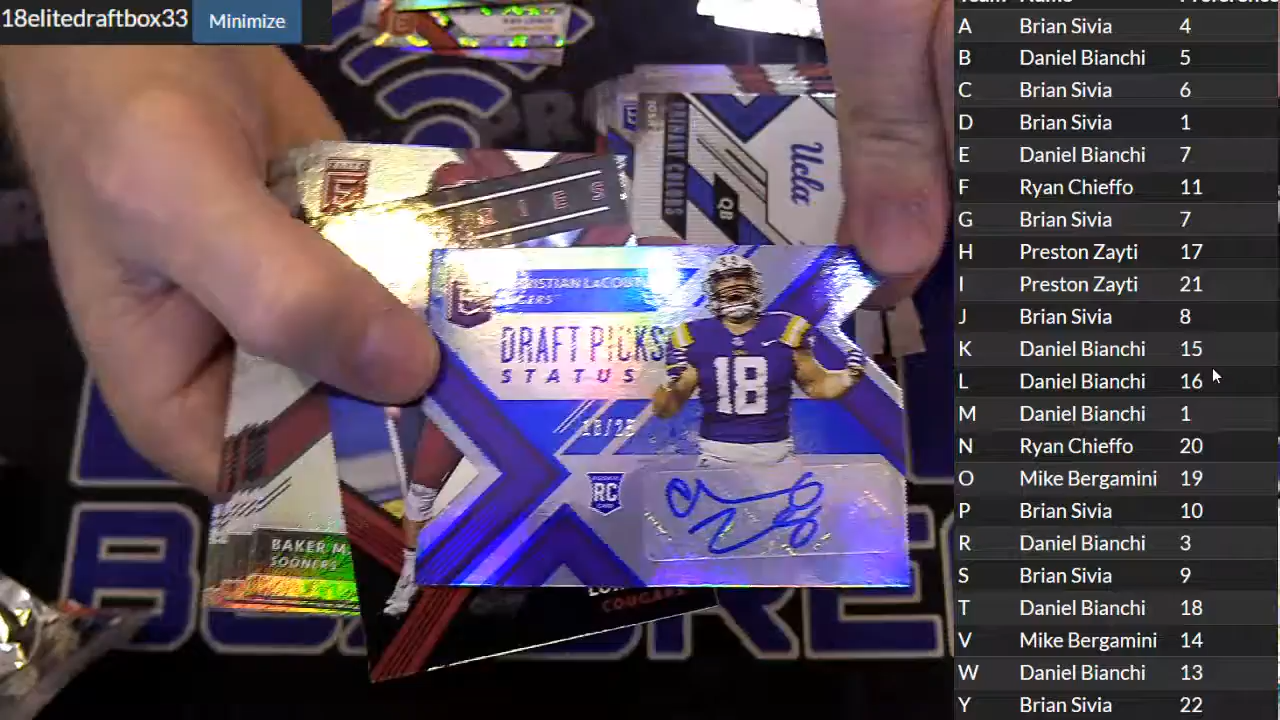 18elitedraftbox33
Minimize
UCLA
PRIMARY COLORS
QB
RIES
DRAFT PICKS
STATUS
18
RC
BAKER M
SOONERS
COUGARS
A Brian Sivia 4
B Daniel Bianchi 5
C Brian Sivia 6
D Brian Sivia 1
E Daniel Bianchi 7
F Ryan Chieffo 11
G Brian Sivia 7
H Preston Zayti 17
I Preston Zayti 21
J Brian Sivia 8
K Daniel Bianchi 15
L Daniel Bianchi 16
M Daniel Bianchi 1
N Ryan Chieffo 20
O Mike Bergamini 19
P Brian Sivia 10
R Daniel Bianchi 3
S Brian Sivia 9
T Daniel Bianchi 18
V Mike Bergamini 14
W Daniel Bianchi 13
Y Brian Sivia 22